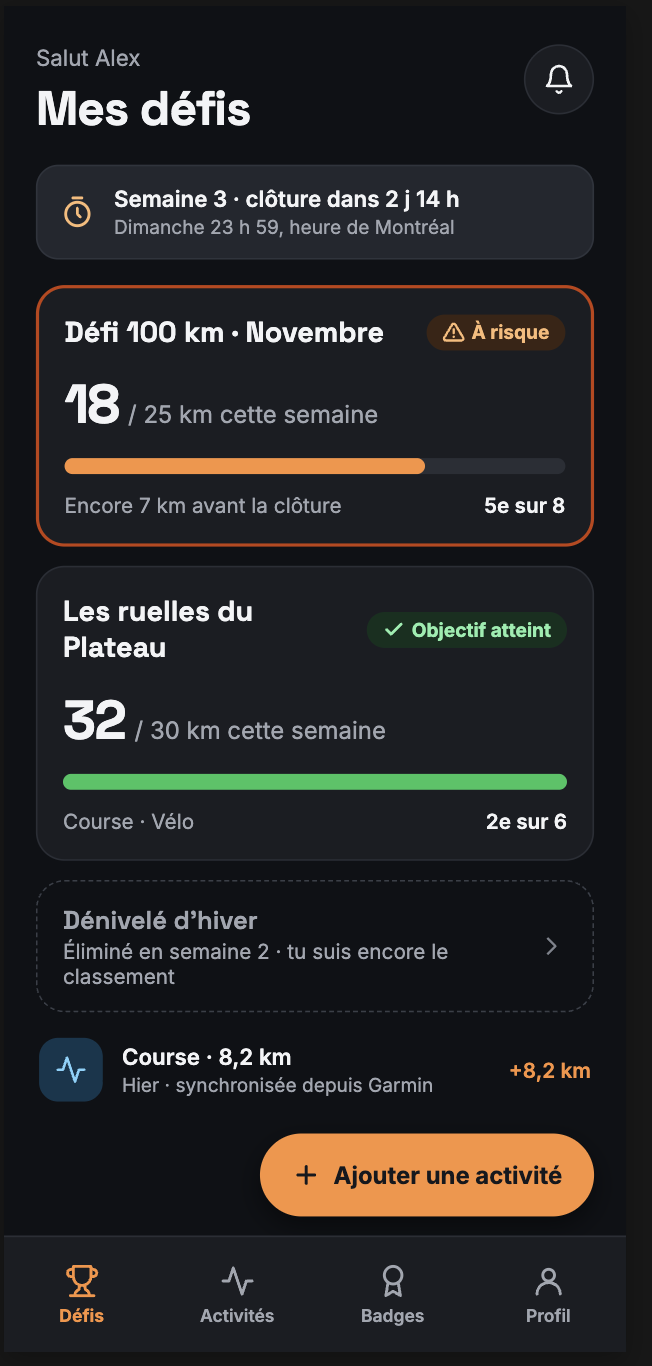 Salut Alex
Mes défis
Semaine 3 · clôture dans 2 j 14 h
Dimanche 23 h 59, heure de Montréal
Défi 100 km · Novembre
À risque
18 / 25 km cette semaine
Encore 7 km avant la clôture
5e sur 8
Les ruelles du
Plateau
Objectif atteint
32 / 30 km cette semaine
Course · Vélo
2e sur 6
Dénivelé d’hiver
Éliminé en semaine 2 · tu suis encore le
classement
Course · 8,2 km
Hier · synchronisée depuis Garmin
+8,2 km
Ajouter une activité
Défis
Activités
Badges
Profil